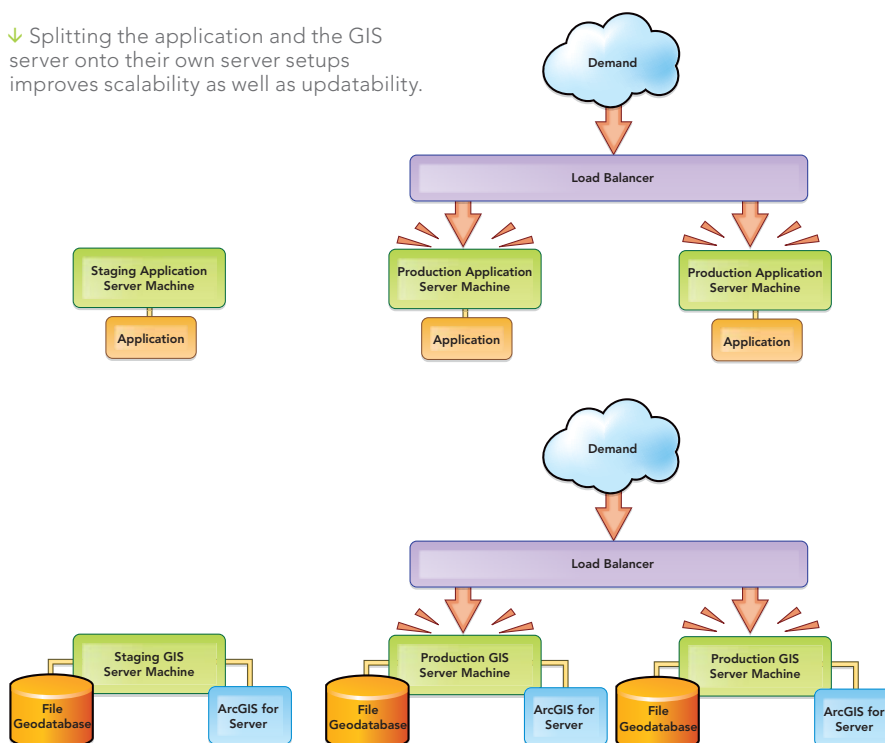 ↓ Splitting the application and the GIS
server onto their own server setups
improves scalability as well as updatability.
Demand
Load Balancer
Staging Application
Server Machine
Application
Production Application
Server Machine
Application
Production Application
Server Machine
Application
Demand
Load Balancer
Staging GIS
Server Machine
File
Geodatabase
ArcGIS for
Server
Production GIS
Server Machine
File
Geodatabase
ArcGIS for
Server
Production GIS
Server Machine
File
Geodatabase
ArcGIS for
Server